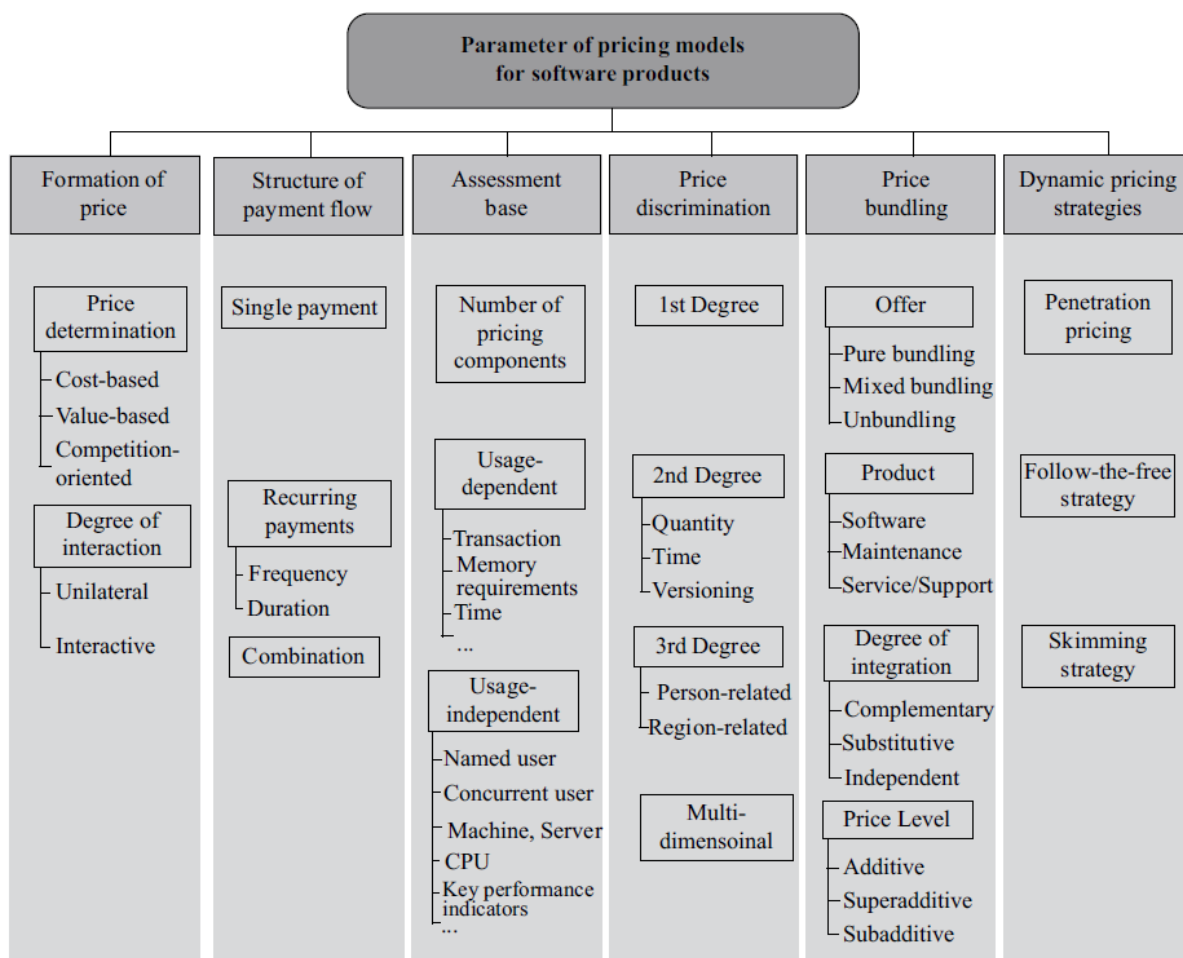 Parameter of pricing models
for software products
Formation of
price
Structure of
payment flow
Assessment
base
Price
discrimination
Price
bundling
Dynamic pricing
strategies
Price
determination
Cost-based
Value-based
Competition-
oriented
Degree of
interaction
Unilateral
Interactive
Single payment
Recurring
payments
Frequency
Duration
Combination
Number of
pricing
components
Usage-
dependent
Transaction
Memory
requirements
Time
...
Usage-
independent
Named user
Concurrent user
Machine, Server
CPU
Key performance
indicators
...
1st Degree
2nd Degree
Quantity
Time
Versioning
3rd Degree
Person-related
Region-related
Multi-
dimensoinal
Offer
Pure bundling
Mixed bundling
Unbundling
Product
Software
Maintenance
Service/Support
Degree of
integration
Complementary
Substitutive
Independent
Price Level
Additive
Superadditive
Subadditive
Penetration
pricing
Follow-the-free
strategy
Skimming
strategy